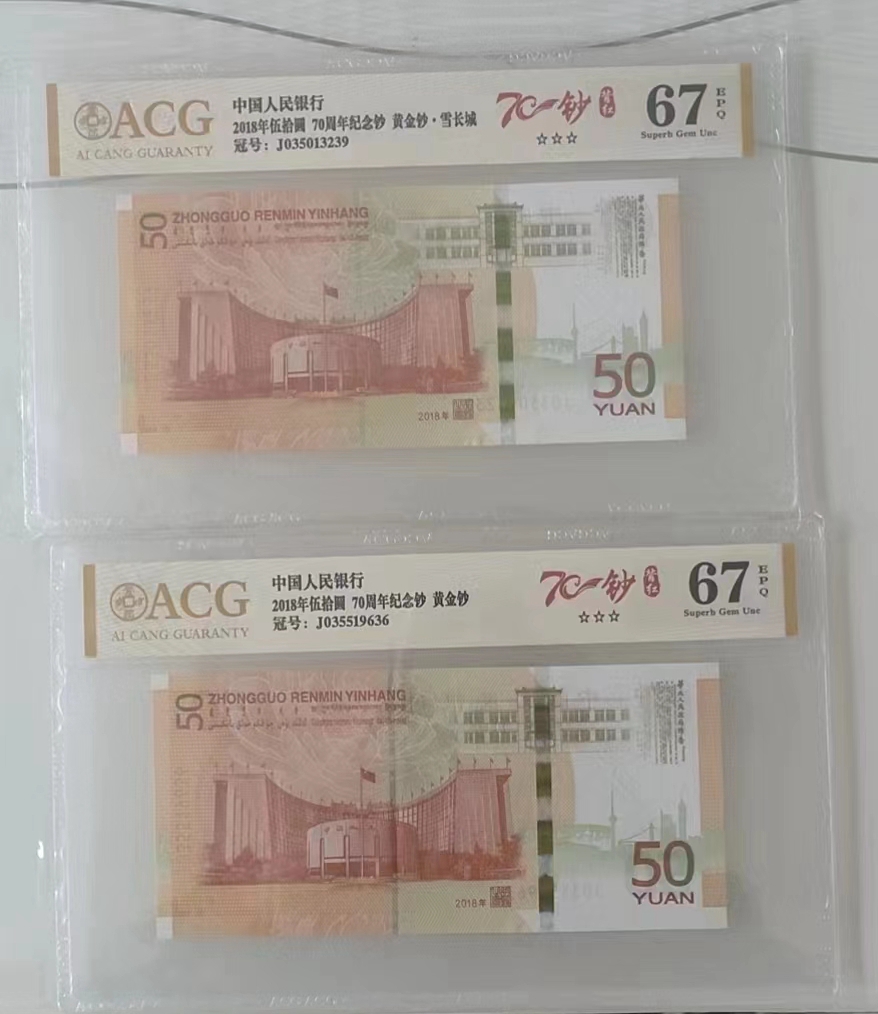 ACG
AI CANG GUARANTY
中国人民银行
2018年伍拾圆 70周年纪念钞 黄金钞·雪长城
冠号：J035013239
70一钞
背红
☆☆☆
67
EPQ
Superb Gem Unc
50
ZHONGGUO RENMIN YINHANG
2018年
50
YUAN
ACG
AI CANG GUARANTY
中国人民银行
2018年伍拾圆 70周年纪念钞 黄金钞
冠号：J035519636
70一钞
背红
☆☆☆
67
EPQ
Superb Gem Unc
50
ZHONGGUO RENMIN YINHANG
2018年
50
YUAN